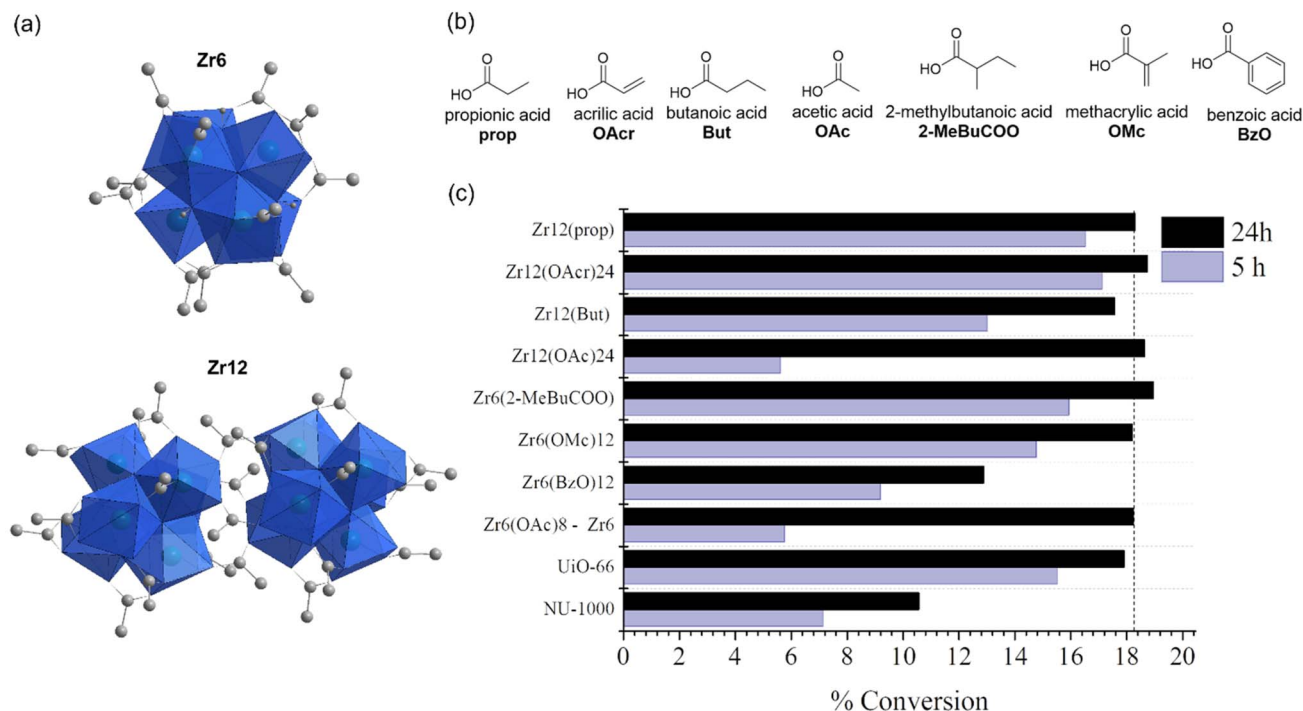 (a)
Zr6
Zr12
(b)
O
HO
propionic acid
prop
O
HO
acrilic acid
OAcr
O
HO
butanoic acid
But
O
HO
acetic acid
OAc
O
HO
2-methylbutanoic acid
2-MeBuCOO
O
HO
methacrylic acid
OMc
O
HO
benzoic acid
BzO
(c)
Zr12(prop)
Zr12(OAcr)24
Zr12(But)
Zr12(OAc)24
Zr6(2-MeBuCOO)
Zr6(OMc)12
Zr6(BzO)12
Zr6(OAc)8 - Zr6
UiO-66
NU-1000
24h
5 h
0 2 4 6 8 10 12 14 16 18 20
% Conversion